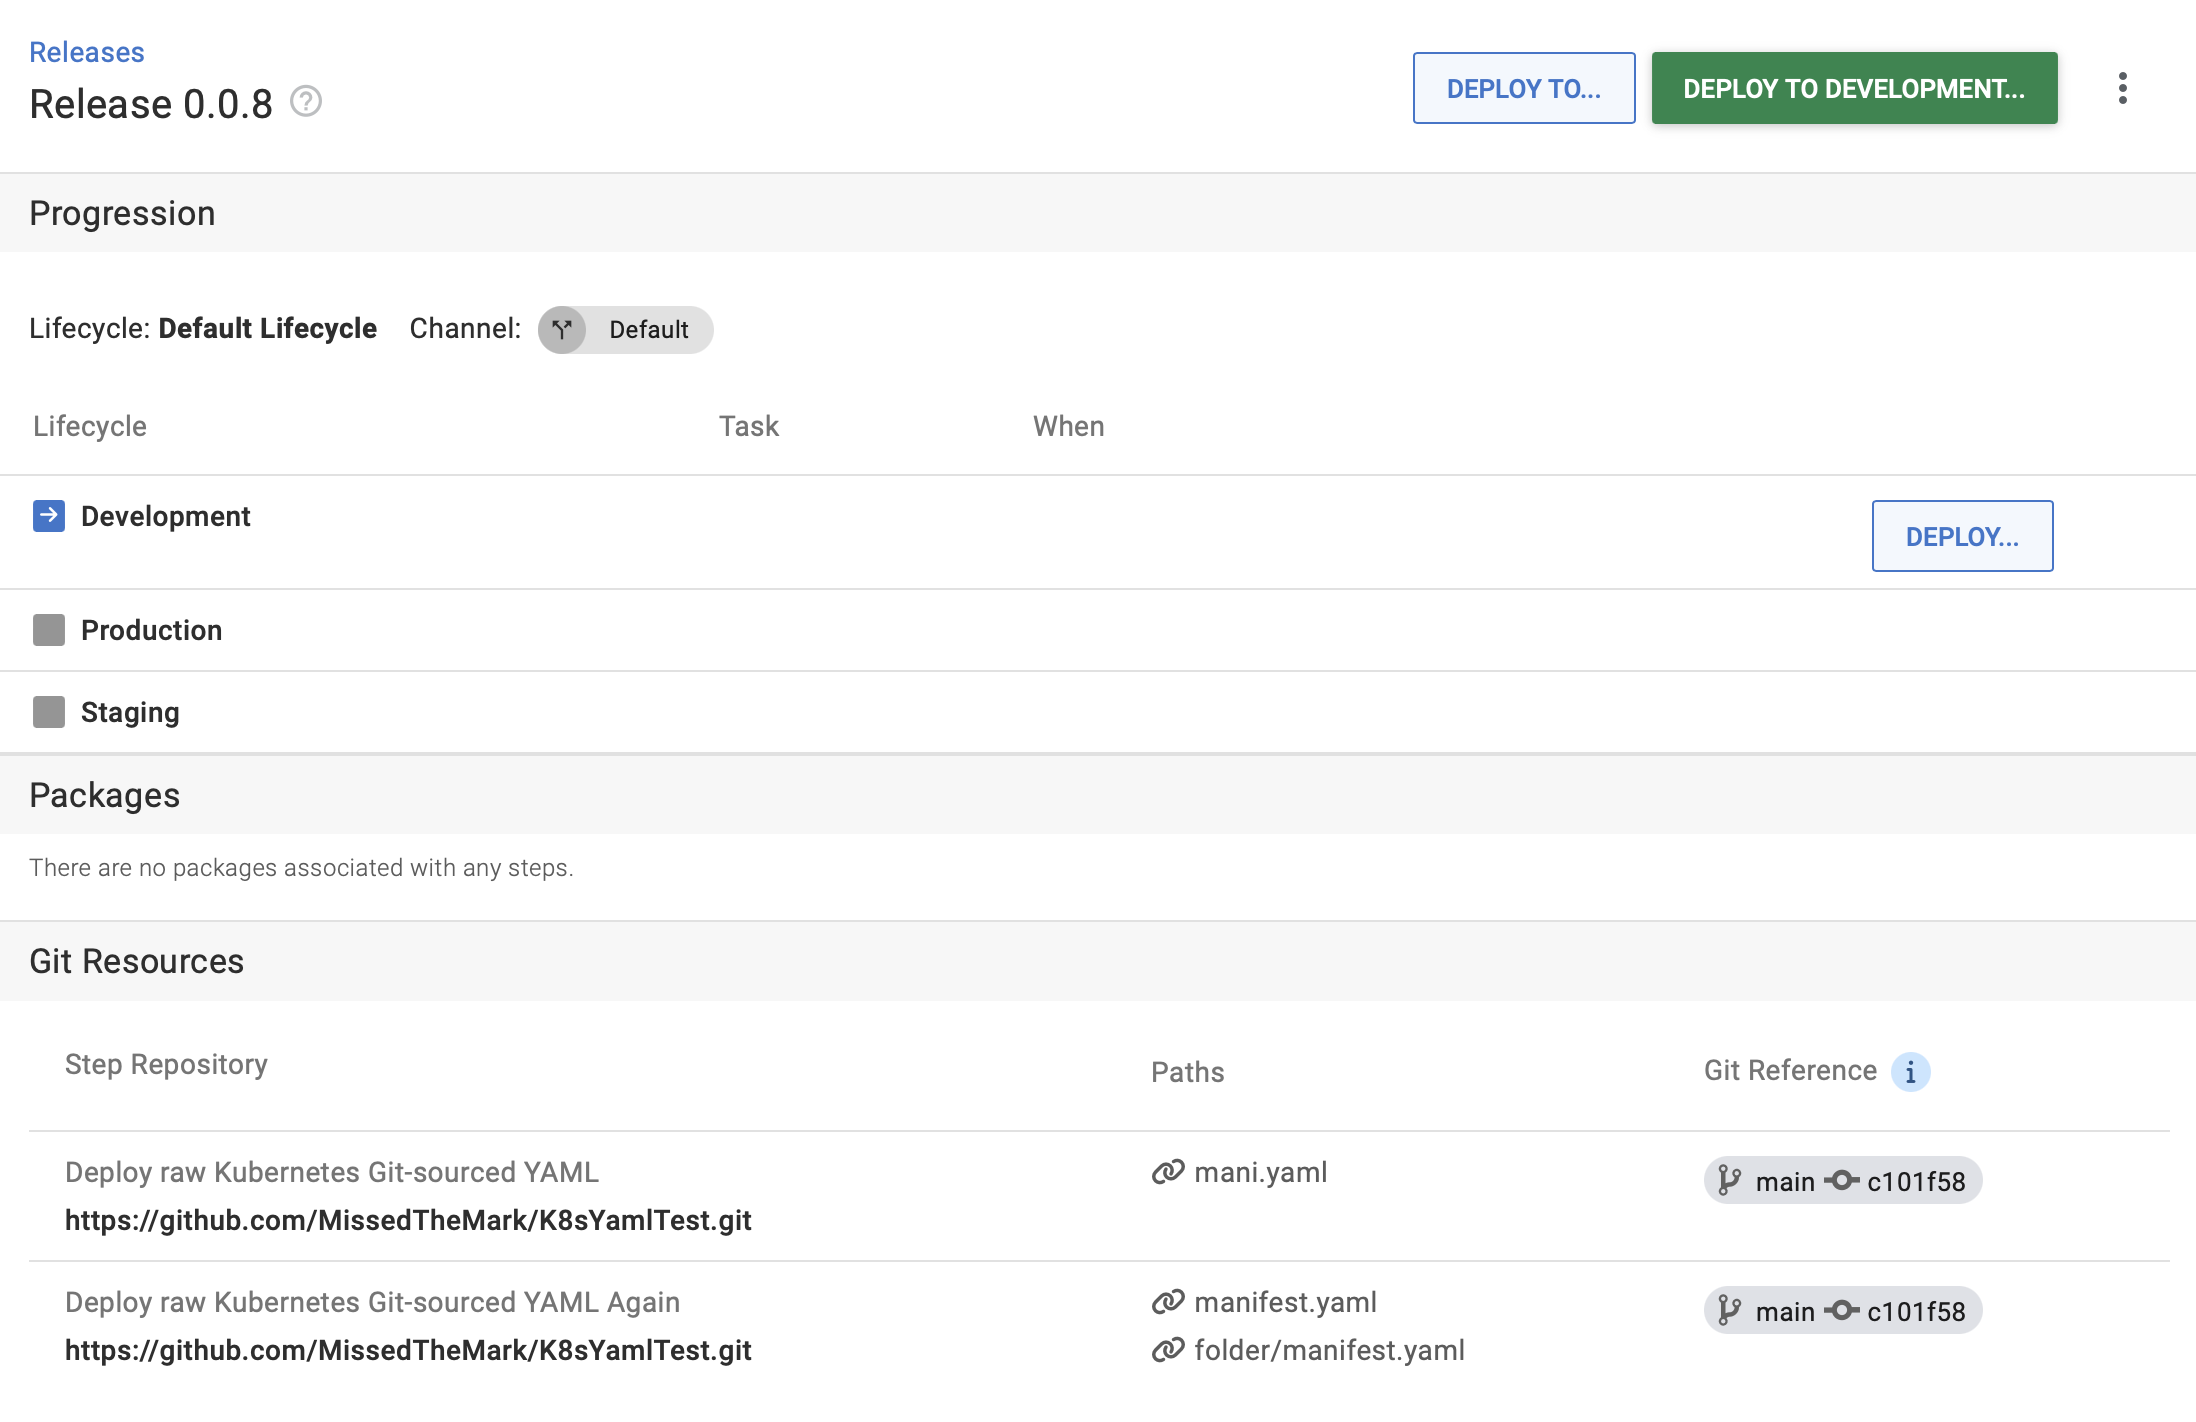 Releases
Release 0.0.8 ?
DEPLOY TO...
DEPLOY TO DEVELOPMENT...
Progression
Lifecycle: Default Lifecycle Channel: Default
Lifecycle Task When
Development DEPLOY...
Production
Staging
Packages
There are no packages associated with any steps.
Git Resources
Step Repository Paths Git Reference i
Deploy raw Kubernetes Git-sourced YAML mani.yaml main c101f58
https://github.com/MissedTheMark/K8sYamlTest.git
Deploy raw Kubernetes Git-sourced YAML Again manifest.yaml main c101f58
https://github.com/MissedTheMark/K8sYamlTest.git folder/manifest.yaml